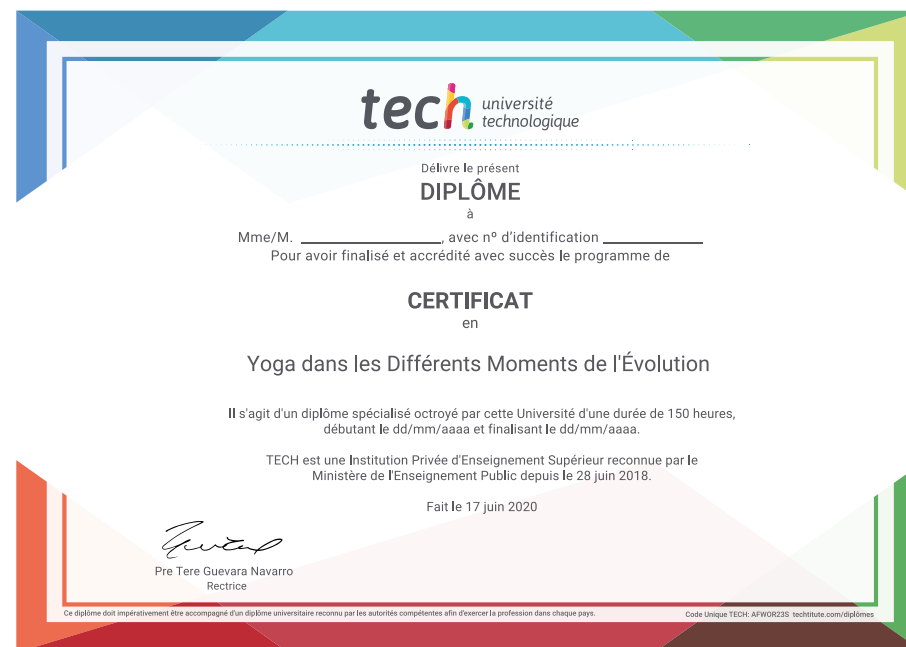 tech université
technologique
Délivre le présent
DIPLÔME
à
Mme/M. ____________________, avec nº d'identification ______________
Pour avoir finalisé et accrédité avec succès le programme de
CERTIFICAT
en
Yoga dans les Différents Moments de l'Évolution
Il s'agit d'un diplôme spécialisé octroyé par cette Université d'une durée de 150 heures,
débutant le dd/mm/aaaa et finalisant le dd/mm/aaaa.
TECH est une Institution Privée d'Enseignement Supérieur reconnue par le
Ministère de l'Enseignement Public depuis le 28 juin 2018.
Fait le 17 juin 2020
Pre Tere Guevara Navarro
Rectrice
Ce diplôme doit impérativement être accompagné d'un diplôme universitaire reconnu par les autorités compétentes afin d'exercer la profession dans chaque pays.
Code Unique TECH: AFWOR23S techtitute.com/diplômes